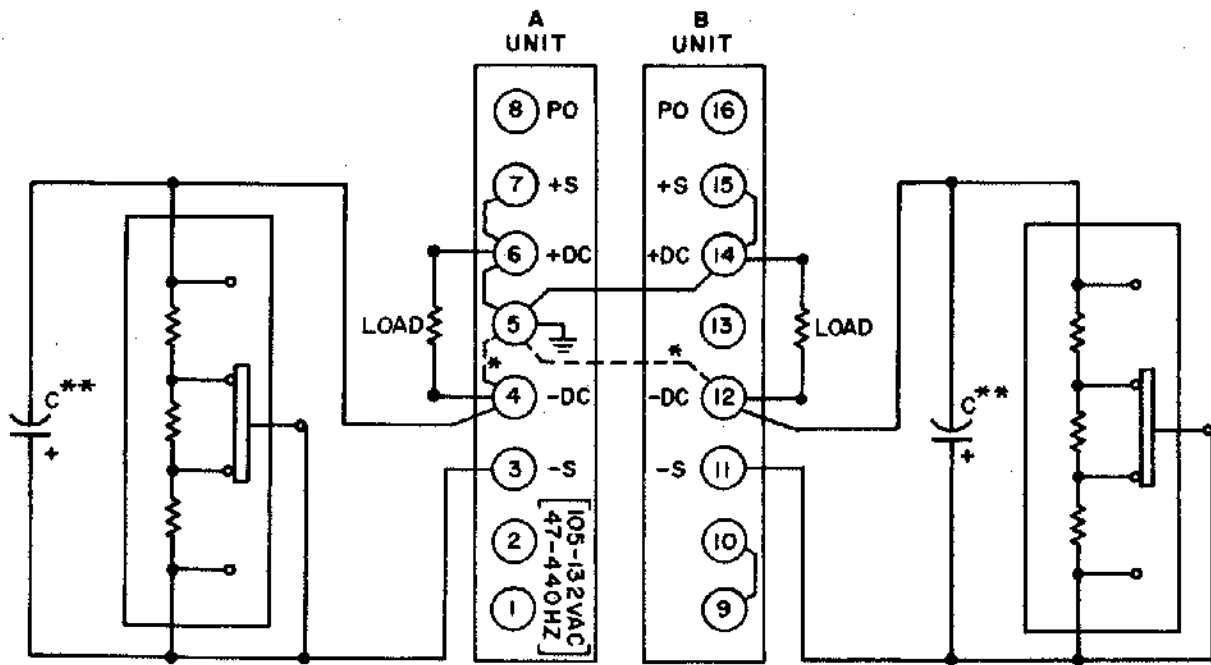 A
UNIT
B
UNIT
8 PO
PO 16
7 +S
+S 15
6 +DC
+DC 14
LOAD
5
13
LOAD
*
*
4 -DC
-DC 12
C**
+
C**
+
3 -S
-S 11
2
10
1
9
105-132VAC
47-440HZ